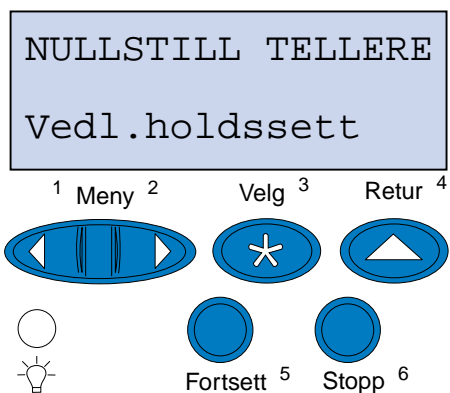 NULLSTILL TELLERE
Vedl.holdssett
1 Meny 2 Velg 3 Retur 4
Fortsett 5 Stopp 6